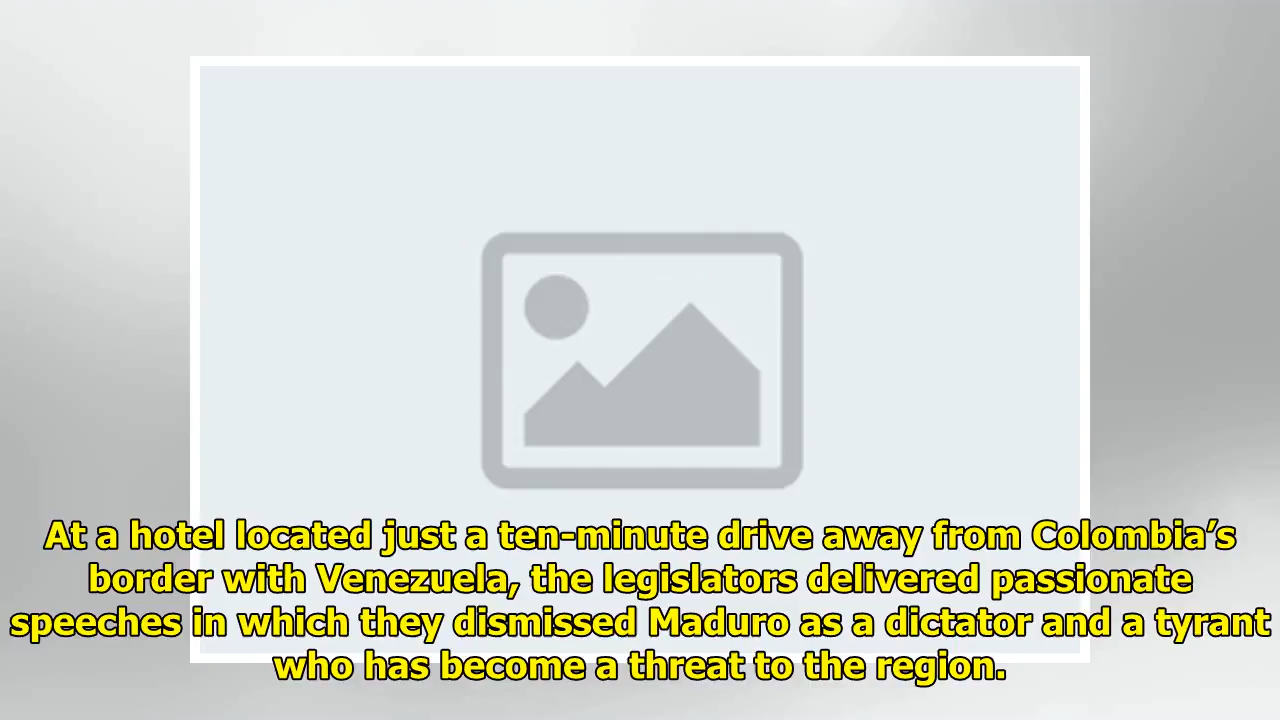 At a hotel located just a ten-minute drive away from Colombia’s
border with Venezuela, the legislators delivered passionate
speeches in which they dismissed Maduro as a dictator and a tyrant
who has become a threat to the region.